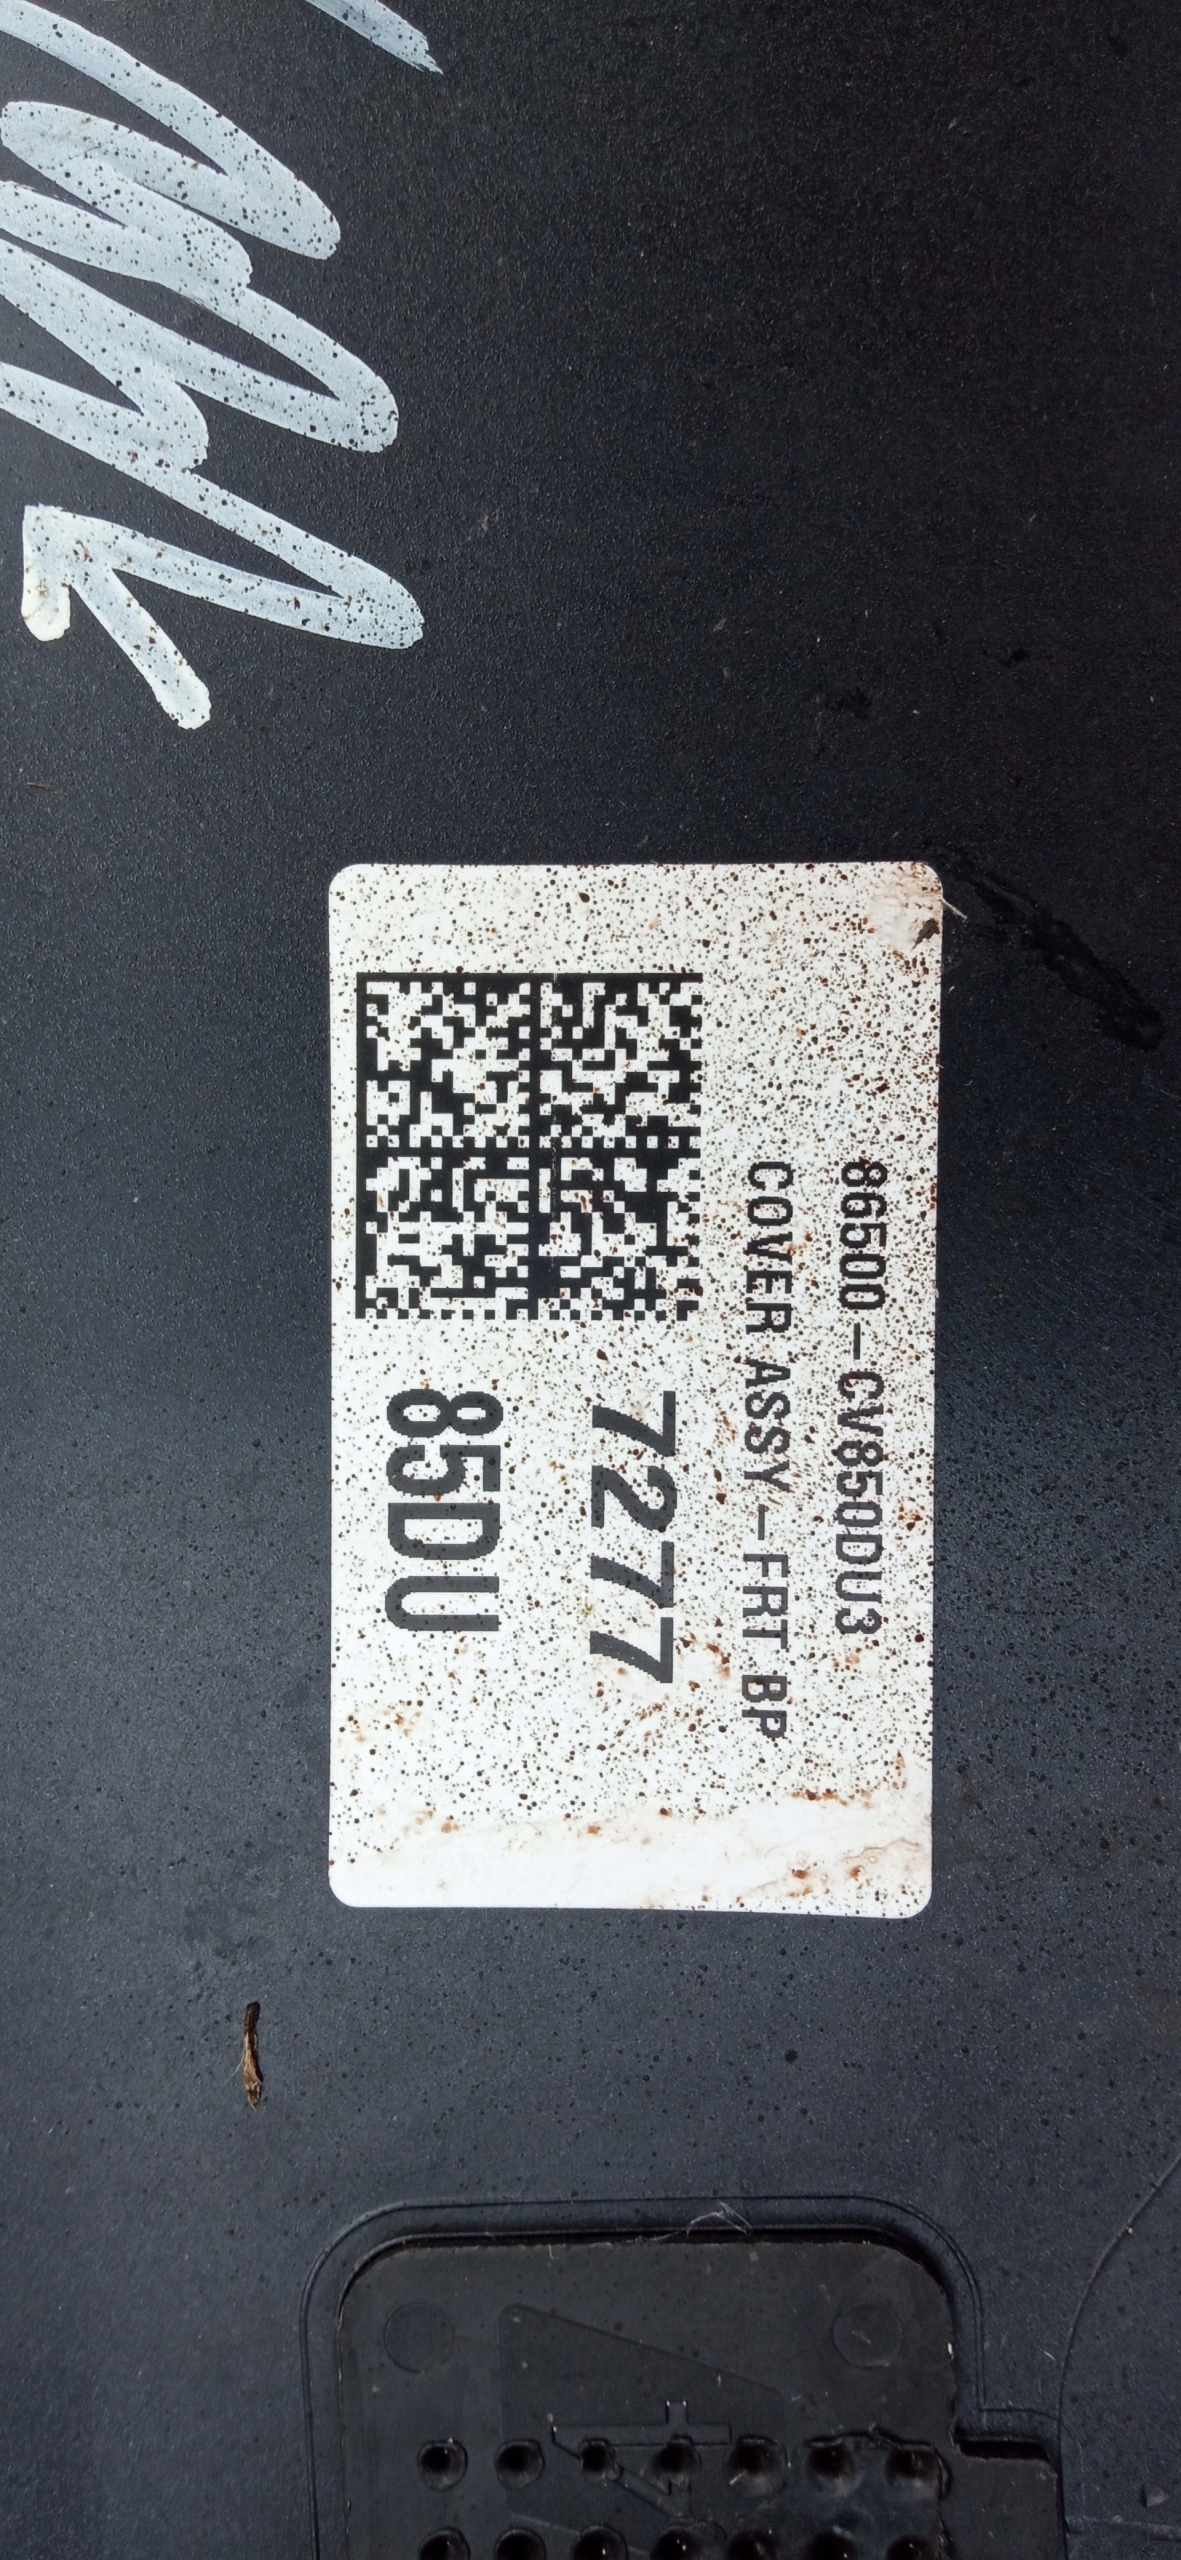 86500-CV850DU3
COVER ASSY-FRT BP
7277
85DU